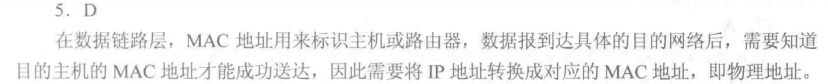 5. D
在数据链路层，MAC 地址用来标识主机或路由器，数据报到达具体的目的网络后，需要知道
目的主机的 MAC 地址才能成功送达，因此需要将 IP 地址转换成对应的 MAC 地址，即物理地址。